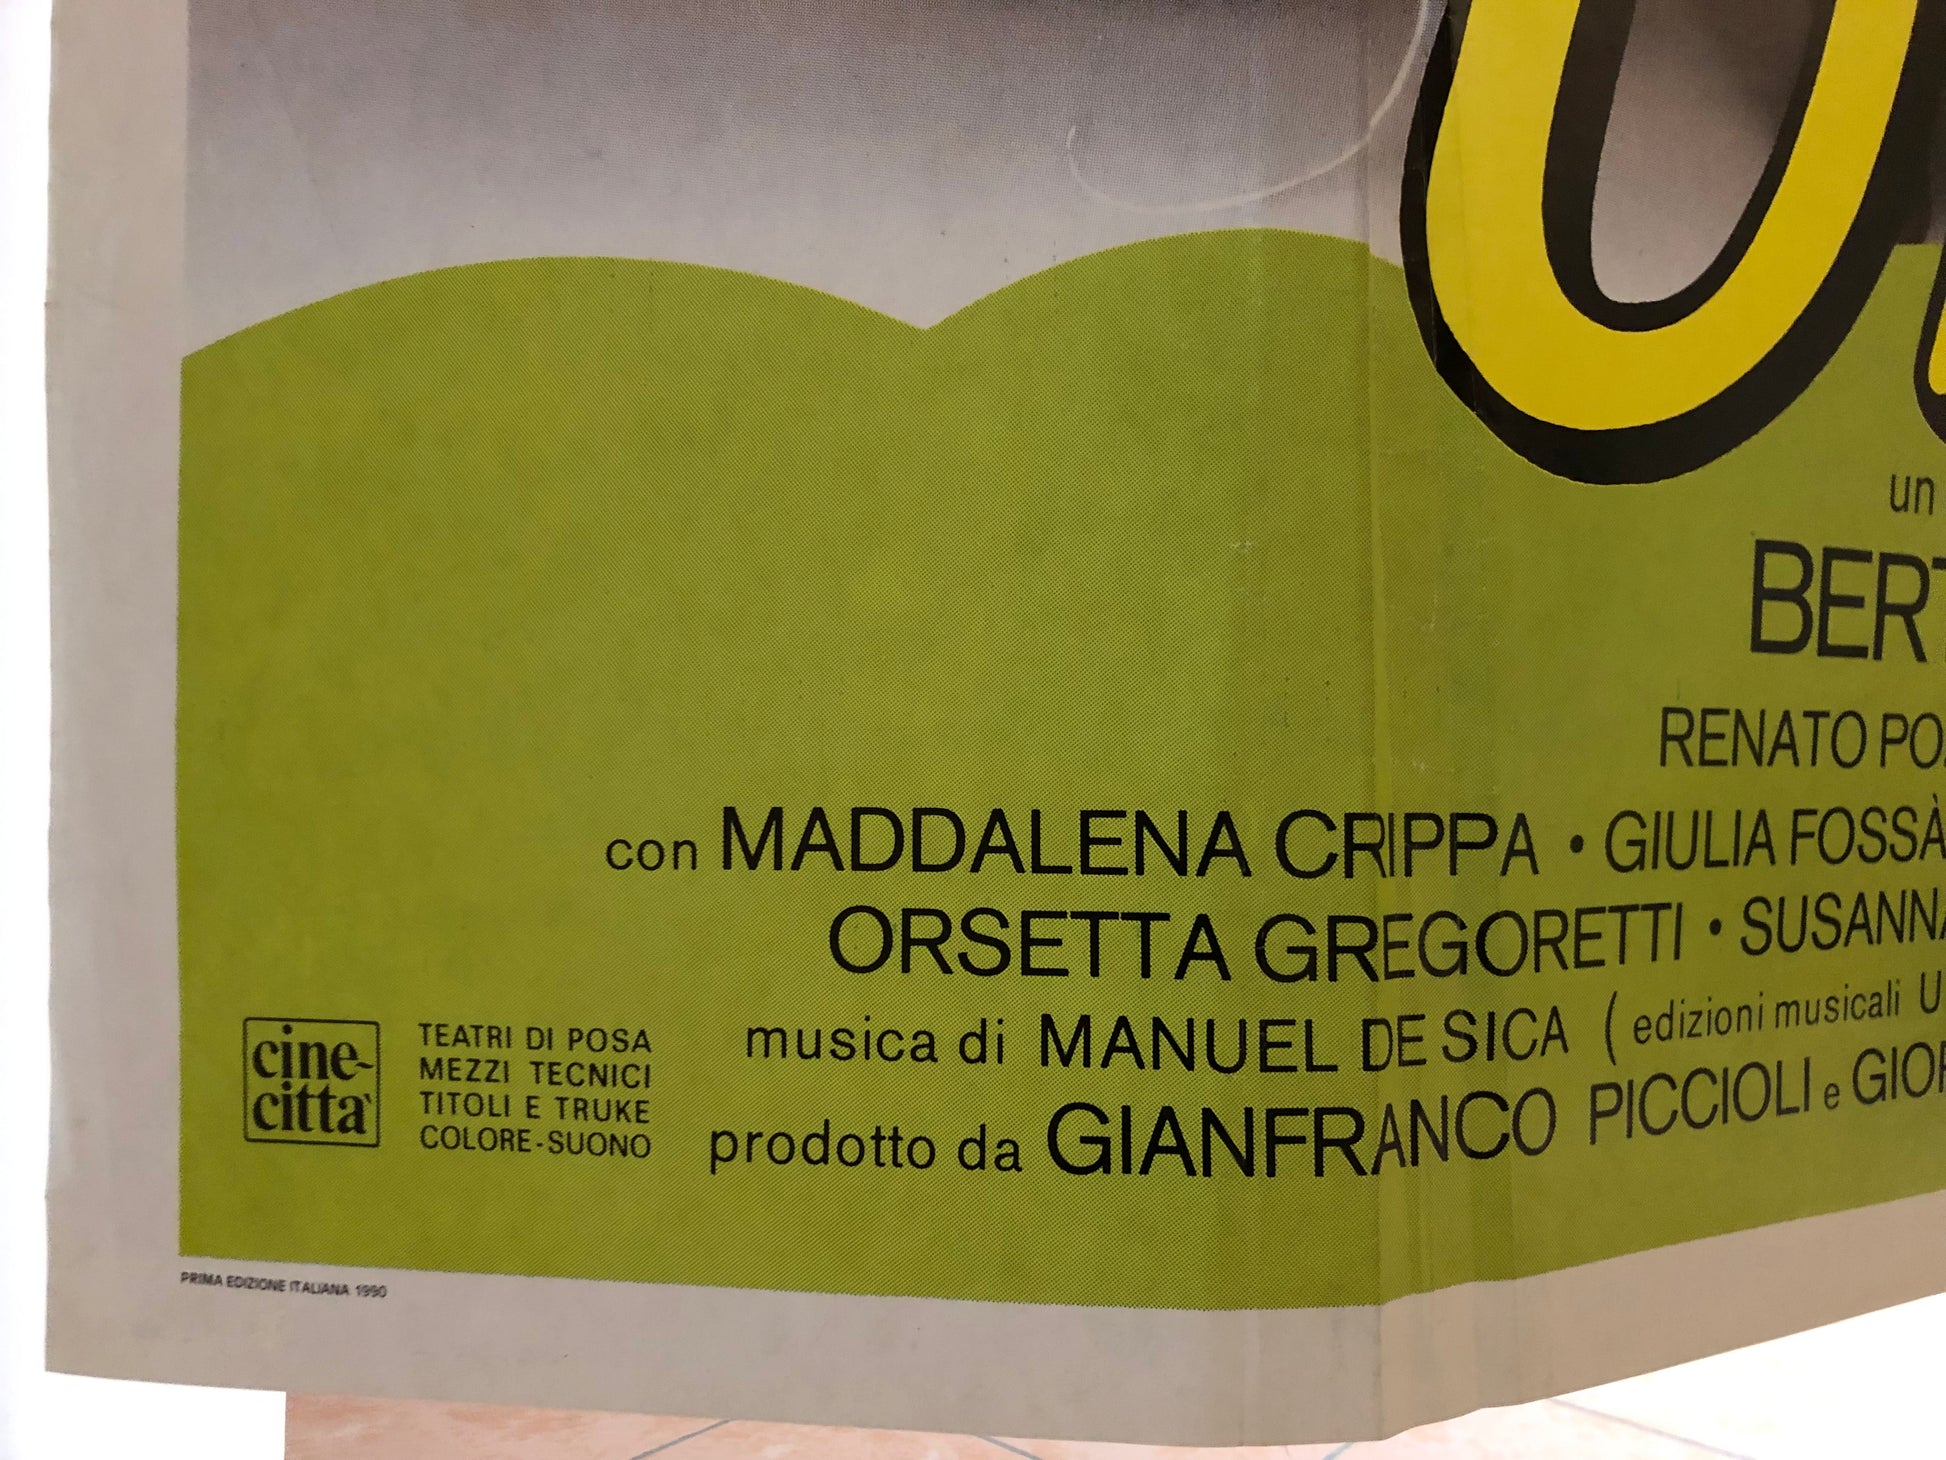 un
BERT
RENATO PO
con MADDALENA CRIPPA • GIULIA FOSSÀ
ORSETTA GREGORETTI • SUSANNA
musica di MANUEL DE SICA ( edizioni musicali U
prodotto da GIANFRANCO PICCIOLI e GIOR
cine-
città
TEATRI DI POSA
MEZZI TECNICI
TITOLI E TRUKE
COLORE-SUONO
PRIMA EDIZIONE ITALIANA 1990